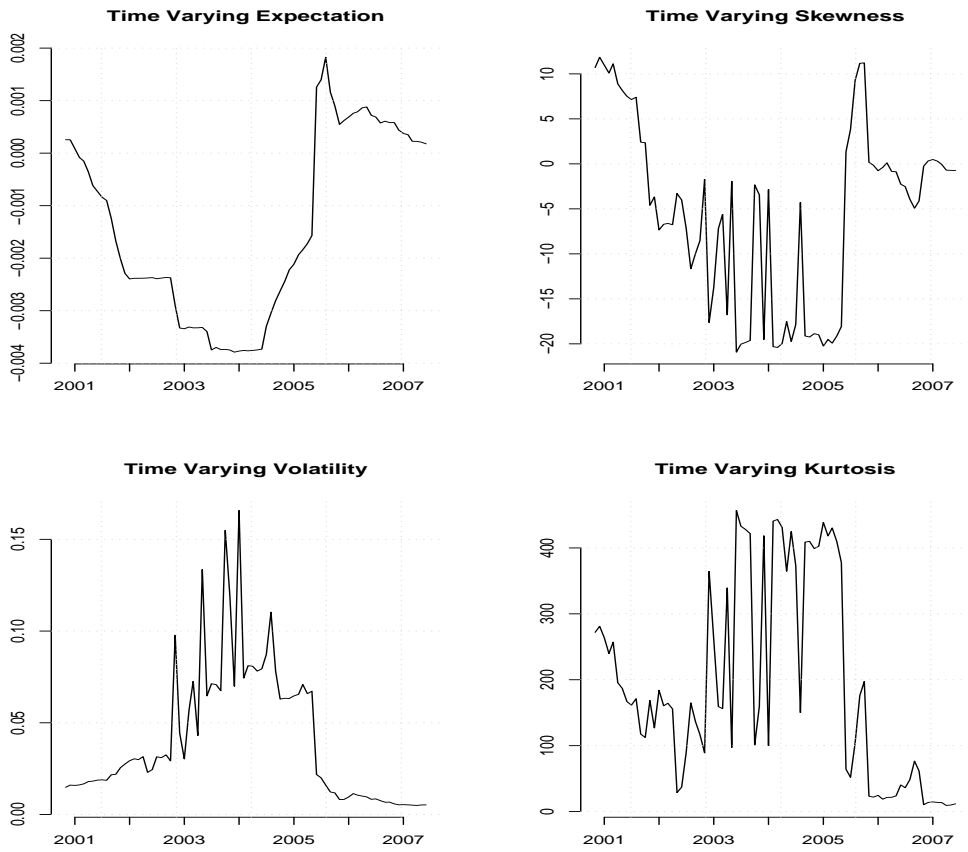 Time Varying Expectation
0.002
0.001
0.000
−0.001
−0.002
−0.003
−0.004
2001 2003 2005 2007
Time Varying Skewness
10
5
0
−5
−10
−15
−20
2001 2003 2005 2007
Time Varying Volatility
0.15
0.10
0.05
0.00
2001 2003 2005 2007
Time Varying Kurtosis
400
300
200
100
0
2001 2003 2005 2007